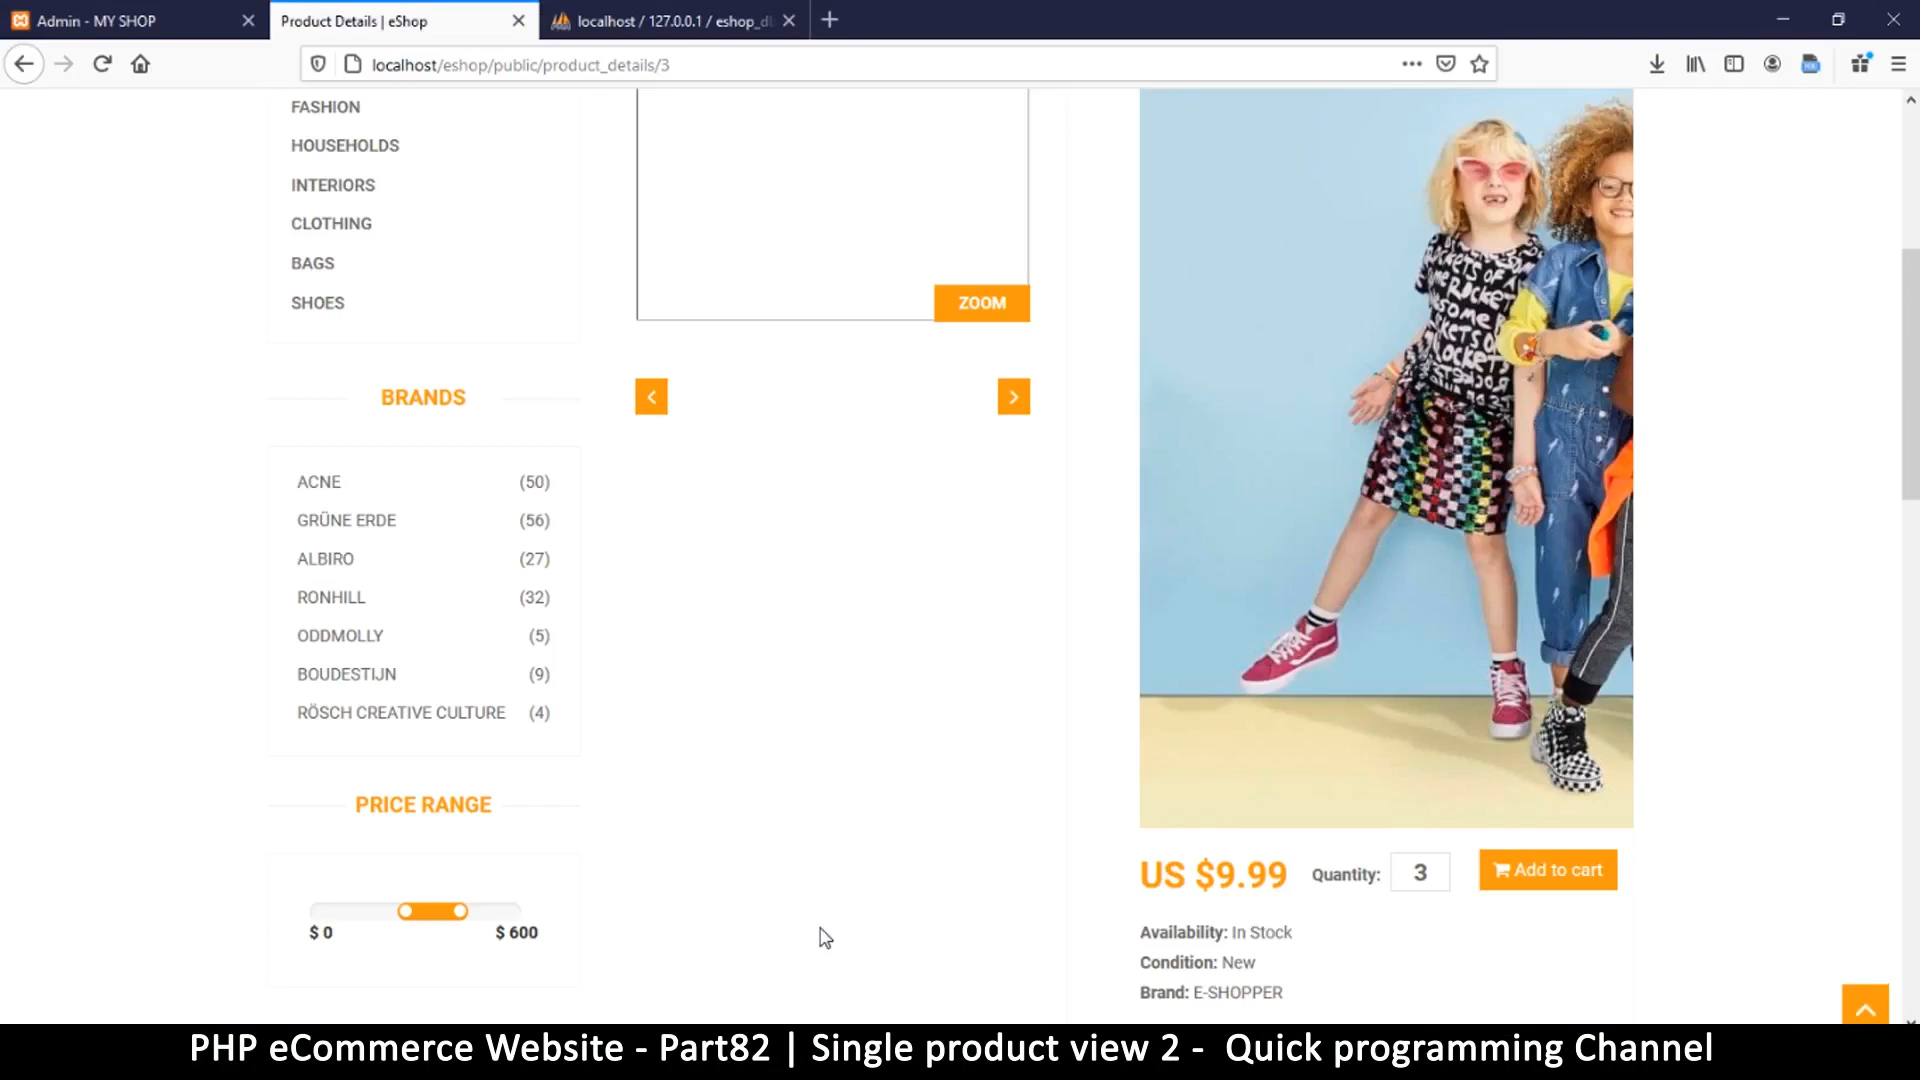 Admin - MY SHOP
Product Details | eShop
localhost / 127.0.0.1 / eshop_d
localhost/eshop/public/product_details/3
FASHION
HOUSEHOLDS
INTERIORS
CLOTHING
BAGS
SHOES
ZOOM
BRANDS
ACNE (50)
GRÜNE ERDE (56)
ALBIRO (27)
RONHILL (32)
ODDMOLLY (5)
BOUDESTIJN (9)
RÖSCH CREATIVE CULTURE (4)
PRICE RANGE
$ 0 $ 600
US $9.99 Quantity: 3 Add to cart
Availability: In Stock
Condition: New
Brand: E-SHOPPER
PHP eCommerce Website - Part82 | Single product view 2 - Quick programming Channel